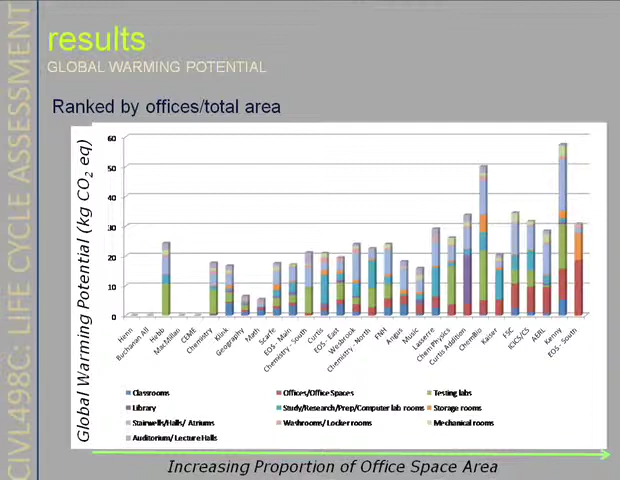 CIVL498C: LIFE CYCLE ASSESSMENT
results
GLOBAL WARMING POTENTIAL
Ranked by offices/total area
Global Warming Potential (kg CO2 eq)
60
50
40
30
20
10
0
Henn
Buchanan All
Hebb
MacMillan
CEME
Chemistry
Klink
Geography
Math
Scarfe
EOS - Main
Chemistry - South
Curtis
EOS - East
Wesbrook
Chemistry - North
FNH
Angus
Music
Lasserre
Chem Physics
Curtis Addition
ChemBio
Kaiser
FSC
ICICS/CS
AERL
Kenny
EOS - South
Classrooms
Offices/Office Spaces
Testing labs
Library
Study/Research/Prep/Computer lab rooms
Storage rooms
Stairwells/Halls/ Atriums
Washrooms/ Locker rooms
Mechanical rooms
Auditorium/ Lecture Halls
Increasing Proportion of Office Space Area